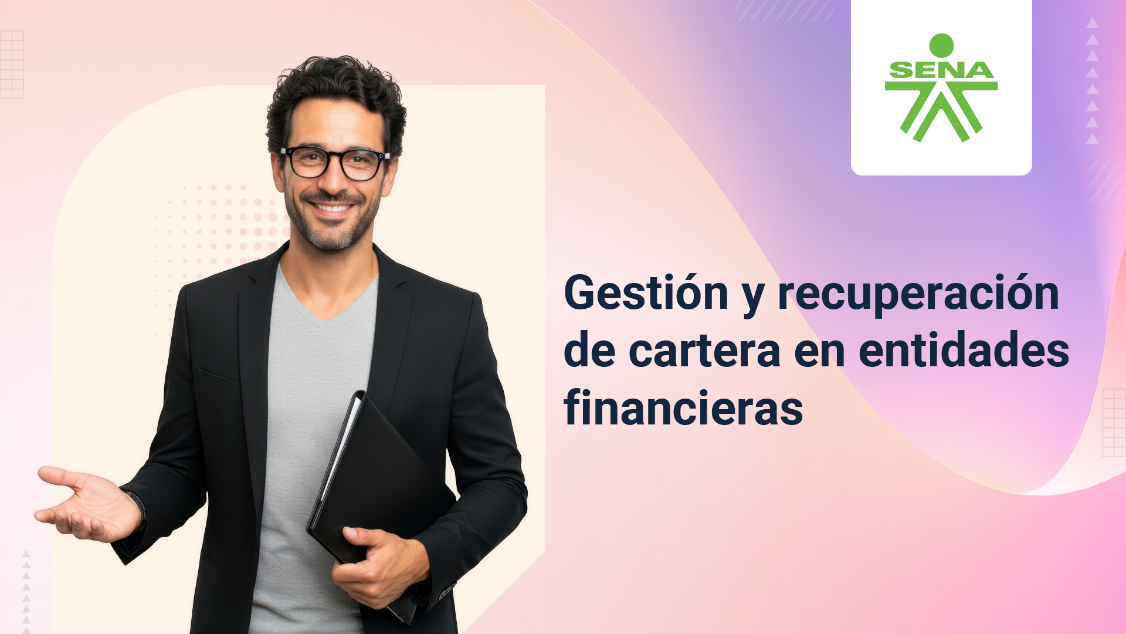 SENA
Gestión y recuperación
de cartera en entidades
financieras